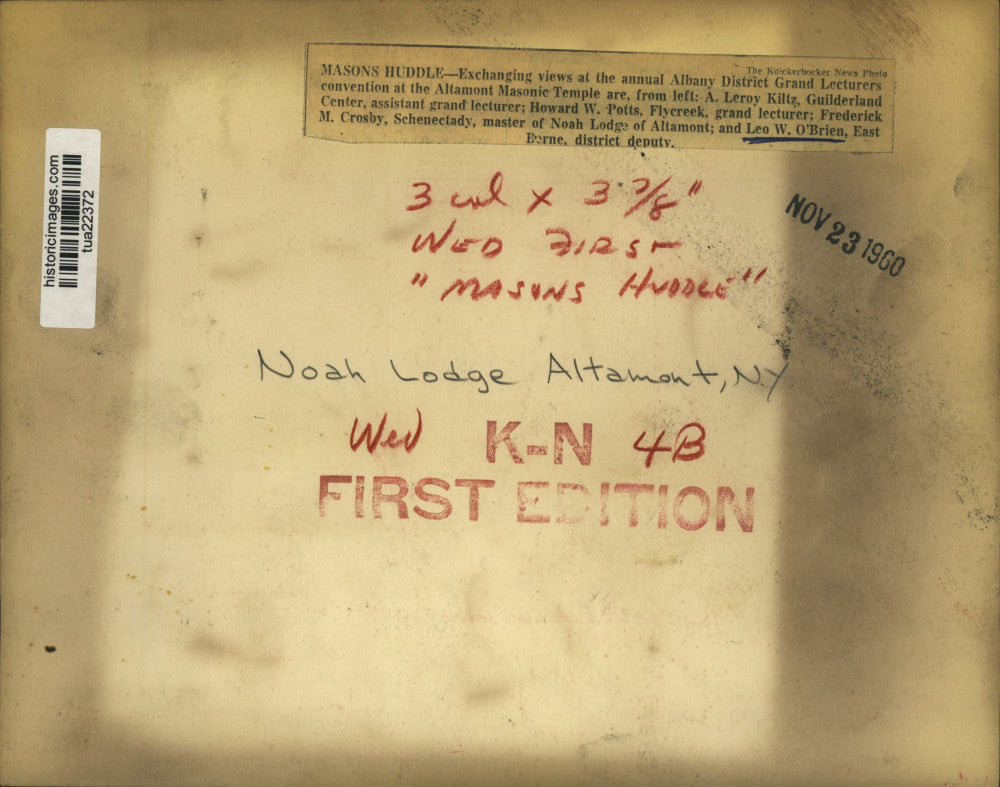 The Knickerbocker News Photo
MASONS HUDDLE—Exchanging views at the annual Albany District Grand Lecturers
convention at the Altamont Masonic Temple are, from left: A. Leroy Kiltz, Guilderland
Center, assistant grand lecturer; Howard W. Potts, Flycreek, grand lecturer; Frederick
M. Crosby, Schenectady, master of Noah Lodge of Altamont; and Leo W. O'Brien, East
Berne, district deputy.
historicimages.com
tua22372
3 col x 3 7/8"
NOV 23 1960
WED FIRST
"MASONS HUDDLE"
Noah Lodge Altamont, N.Y
Wed K-N 4B
FIRST EDITION